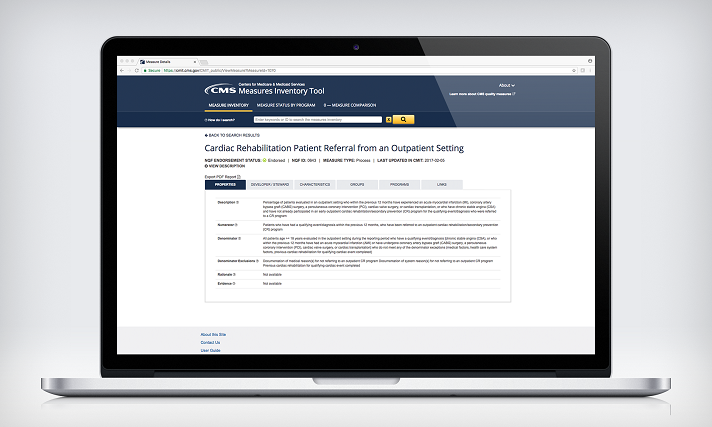 Measure Details
Secure https://cmit.cms.gov/CMIT_public/ViewMeasure?MeasureId=1070
CMS Centers for Medicare & Medicaid Services
Measures Inventory Tool
About
Learn more about CMS quality measures
MEASURE INVENTORY MEASURE STATUS BY PROGRAM 0 — MEASURE COMPARISON
How do I search? Enter keywords or ID to search the measures inventory X
BACK TO SEARCH RESULTS
Cardiac Rehabilitation Patient Referral from an Outpatient Setting
NQF ENDORSEMENT STATUS: Endorsed | NQF ID: 0643 | MEASURE TYPE: Process | LAST UPDATED IN CMIT: 2017-02-05
VIEW DESCRIPTION
Export PDF Report
PROPERTIES DEVELOPER / STEWARD CHARACTERISTICS GROUPS PROGRAMS LINKS
Description Percentage of patients evaluated in an outpatient setting who within the previous 12 months have experienced an acute myocardial infarction (MI), coronary artery
bypass graft (CABG) surgery, a percutaneous coronary intervention (PCI), cardiac valve surgery, or cardiac transplantation, or who have chronic stable angina (CSA)
and have not already participated in an early outpatient cardiac rehabilitation/secondary prevention (CR) program for the qualifying event/diagnosis who were referred
to a CR program
Numerator Patients who have had a qualifying event/diagnosis within the previous 12 months, who have been referred to an outpatient cardiac rehabilitation/secondary prevention
(CR) program
Denominator All patients age >= 18 years evaluated in the outpatient setting during the reporting period who have a qualifying event/diagnosis (chronic stable angina (CSA), or who
within the previous 12 months have had an acute myocardial infarction (AMI) or have undergone coronary artery bypass graft (CABG) surgery, a percutaneous
coronary intervention (PCI), cardiac valve surgery, or cardiac transplantation) who do not meet any of the denominator exceptions (medical factors, health care system
factors, previous cardiac rehabilitation for qualifying cardiac event completed)
Denominator Exclusions Documentation of medical reason(s) for not referring to an outpatient CR program Documentation of system reason(s) for not referring to an outpatient CR program
Previous cardiac rehabilitation for qualifying cardiac event completed
Rationale Not available
Evidence Not available
About this Site
Contact Us
User Guide